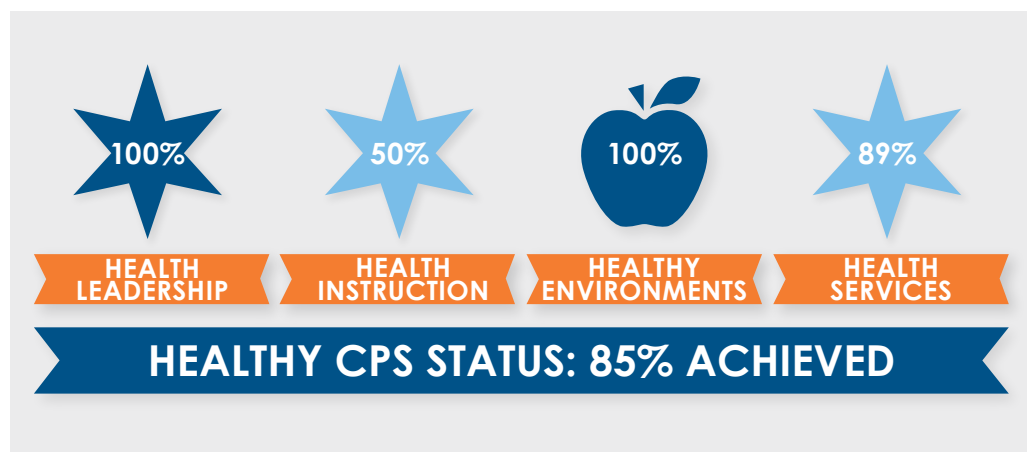 100%
50%
100%
89%
HEALTH
LEADERSHIP
HEALTH
INSTRUCTION
HEALTHY
ENVIRONMENTS
HEALTH
SERVICES
HEALTHY CPS STATUS: 85% ACHIEVED